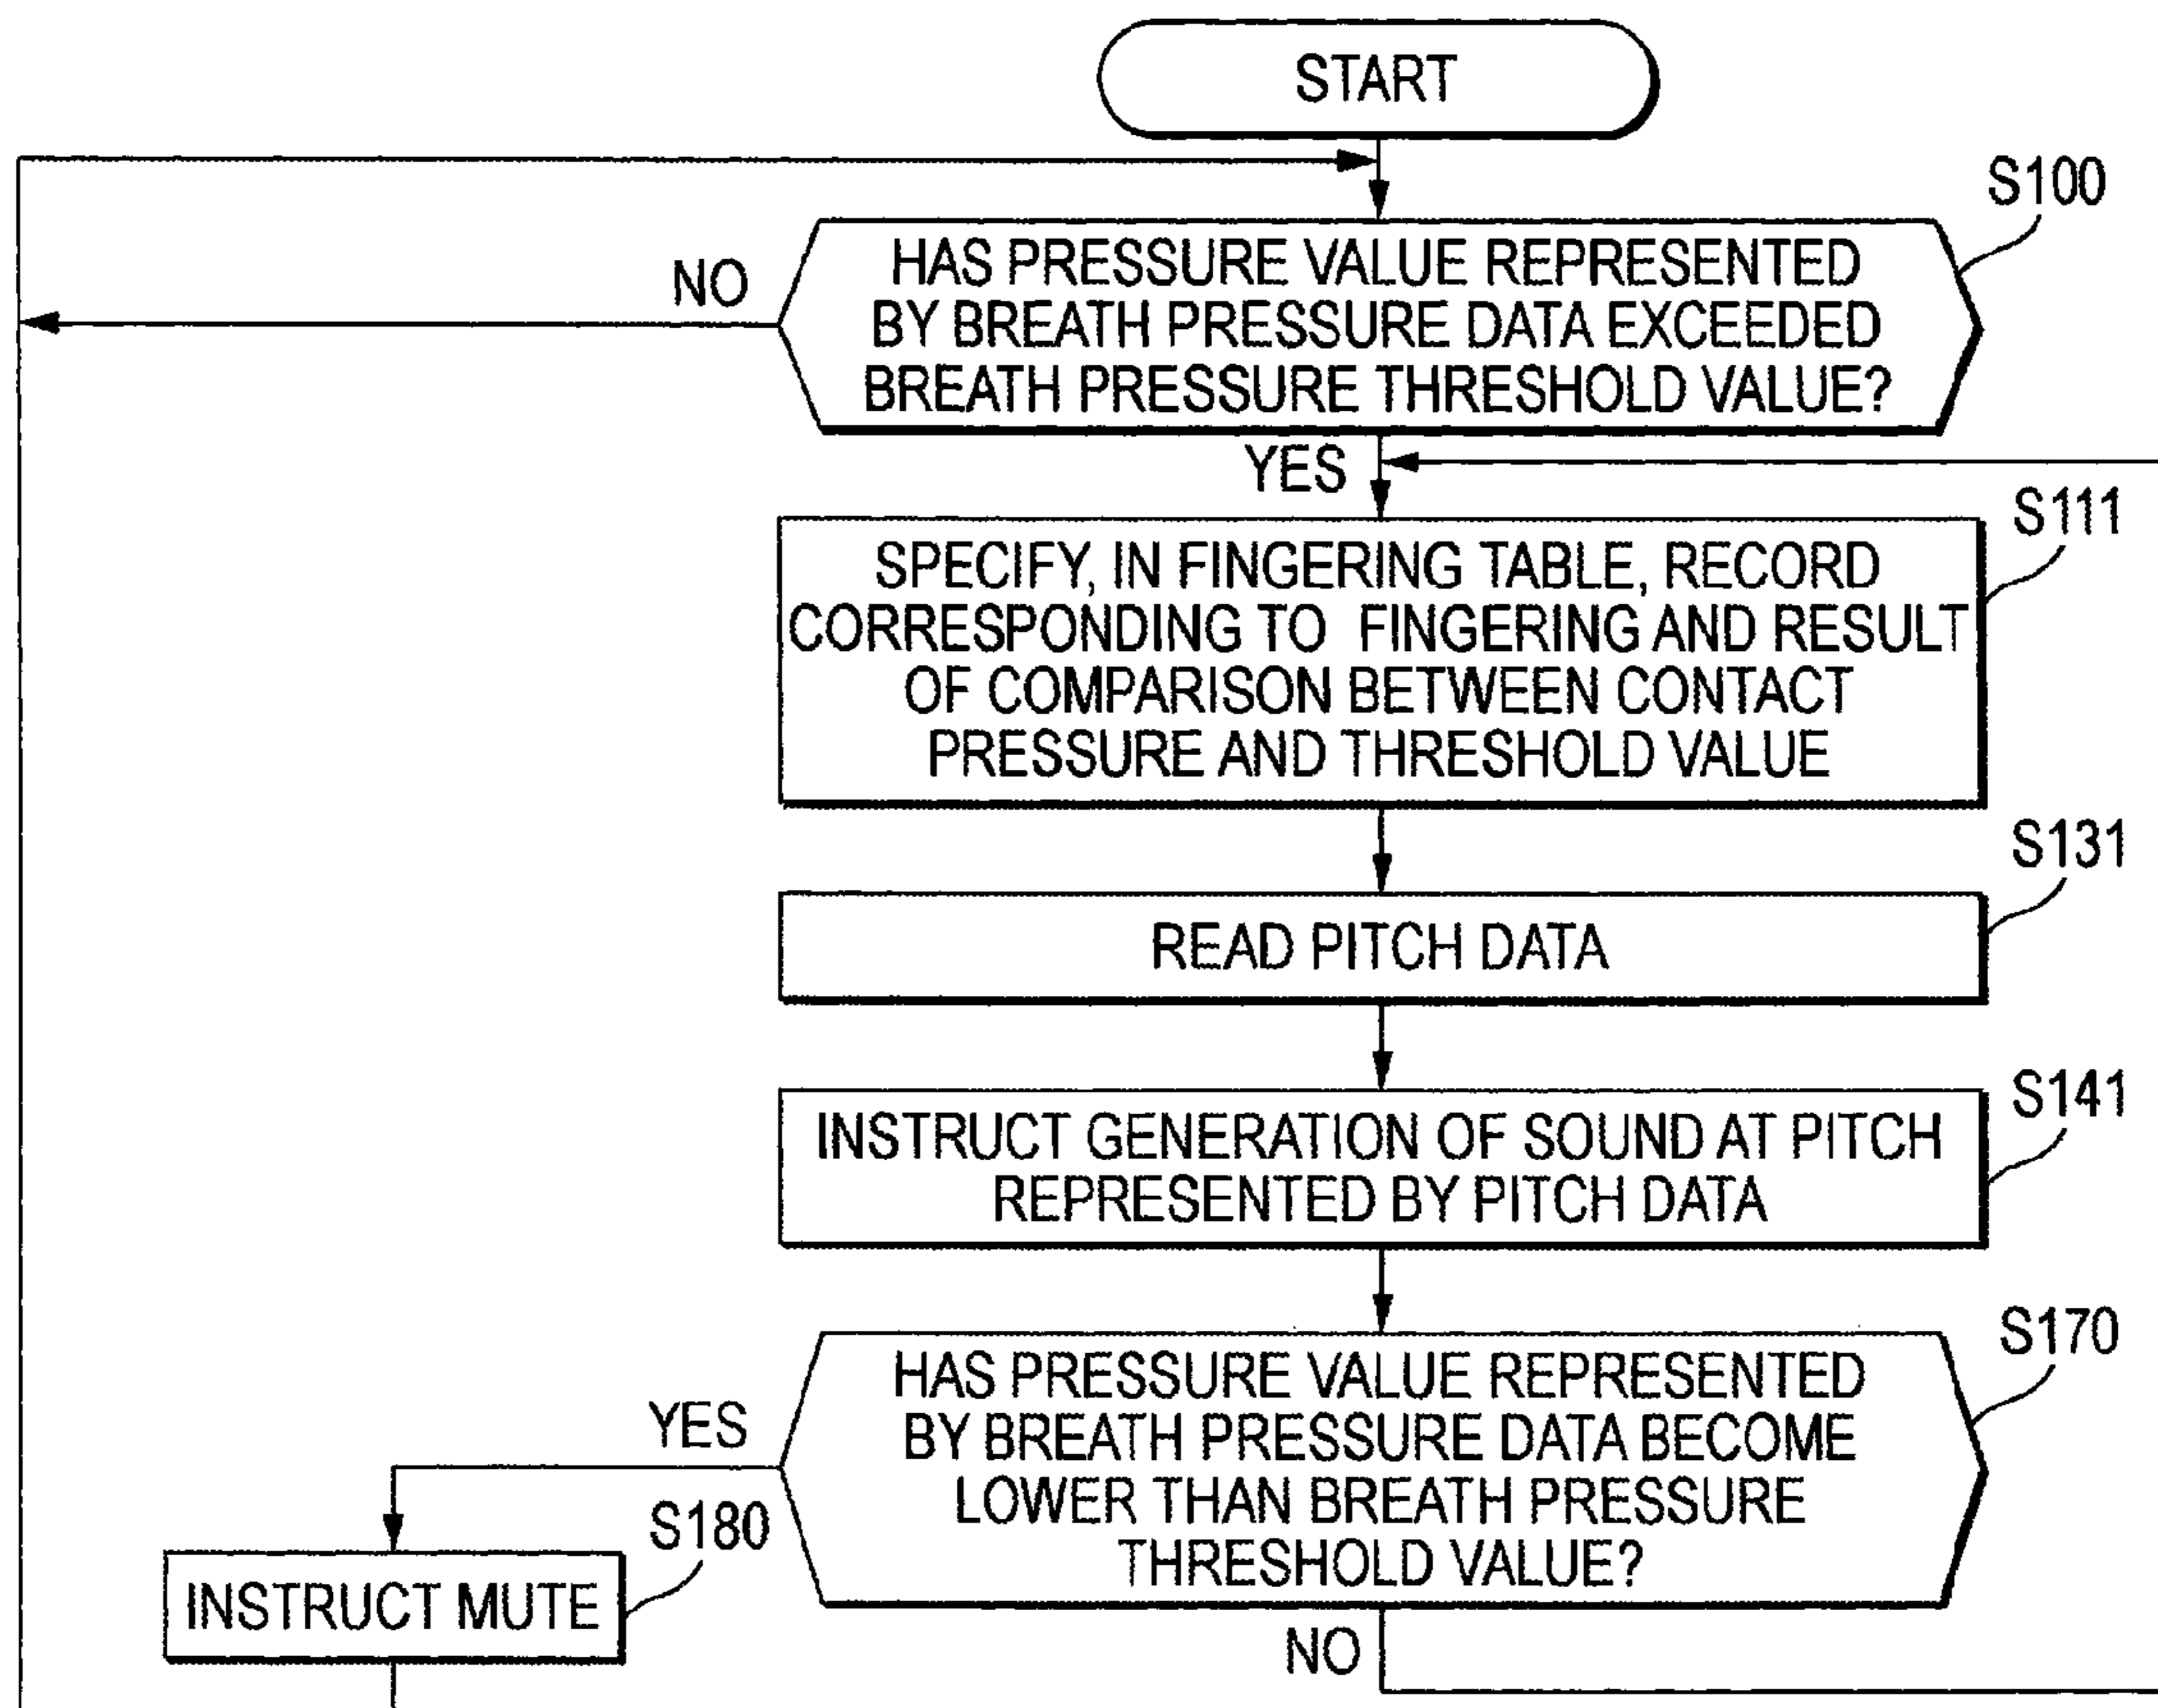 START
S100
NO
HAS PRESSURE VALUE REPRESENTED
BY BREATH PRESSURE DATA EXCEEDED
BREATH PRESSURE THRESHOLD VALUE?
YES
S111
SPECIFY, IN FINGERING TABLE, RECORD
CORRESPONDING TO FINGERING AND RESULT
OF COMPARISON BETWEEN CONTACT
PRESSURE AND THRESHOLD VALUE
S131
READ PITCH DATA
S141
INSTRUCT GENERATION OF SOUND AT PITCH
REPRESENTED BY PITCH DATA
S170
HAS PRESSURE VALUE REPRESENTED
BY BREATH PRESSURE DATA BECOME
LOWER THAN BREATH PRESSURE
THRESHOLD VALUE?
YES
S180
INSTRUCT MUTE
NO